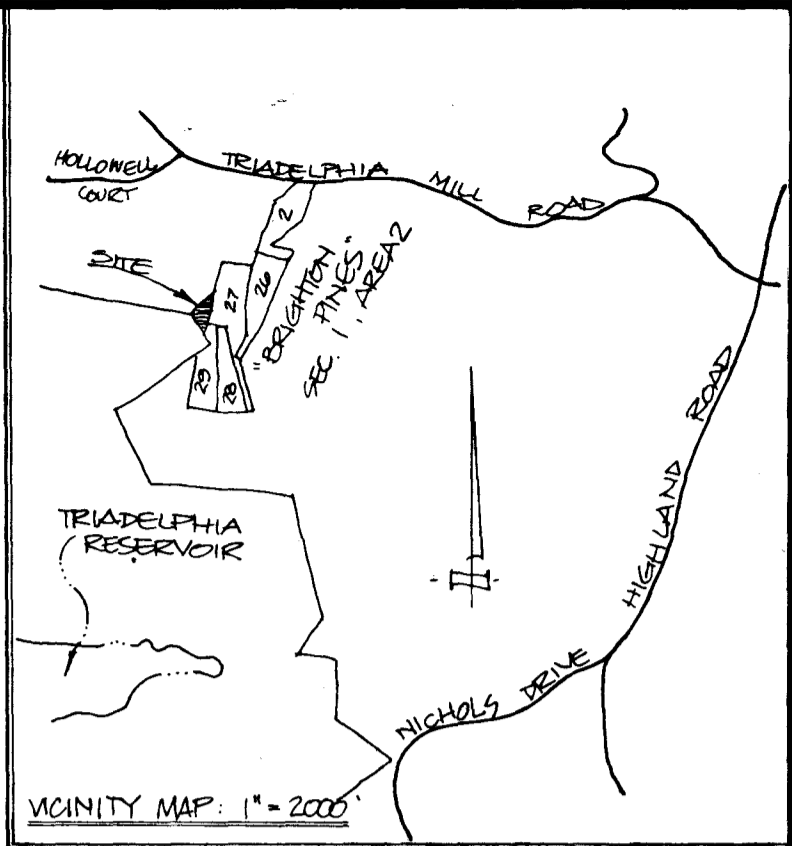 HOLLOWELL
COURT
TRIADELPHIA MILL ROAD
2
SITE
27
26
"BRIGHTON
PINES"
SEC. 1, AREA 2
29
28
HIGHLAND ROAD
TRIADELPHIA
RESERVOIR
N
NICHOLS DRIVE
VICINITY MAP: 1" = 2000'